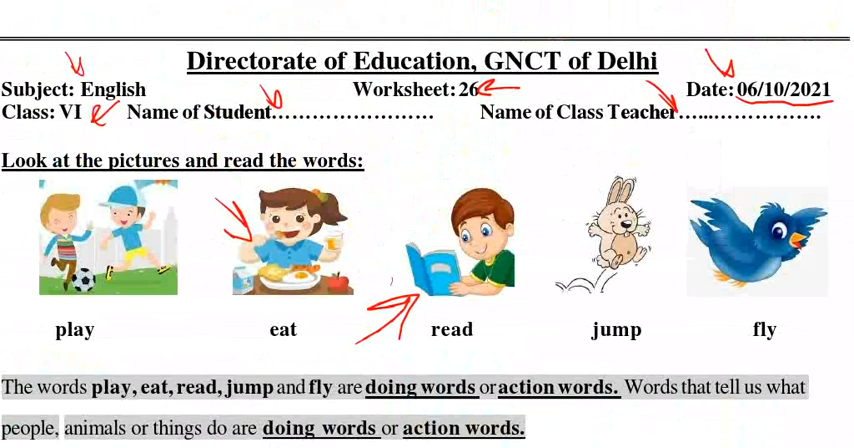 Directorate of Education, GNCT of Delhi
Subject: English Worksheet: 26 Date: 06/10/2021
Class: VI Name of Student........................ Name of Class Teacher.....................
Look at the pictures and read the words:
play eat read jump fly
The words play, eat, read, jump and fly are doing words or action words. Words that tell us what
people, animals or things do are doing words or action words.